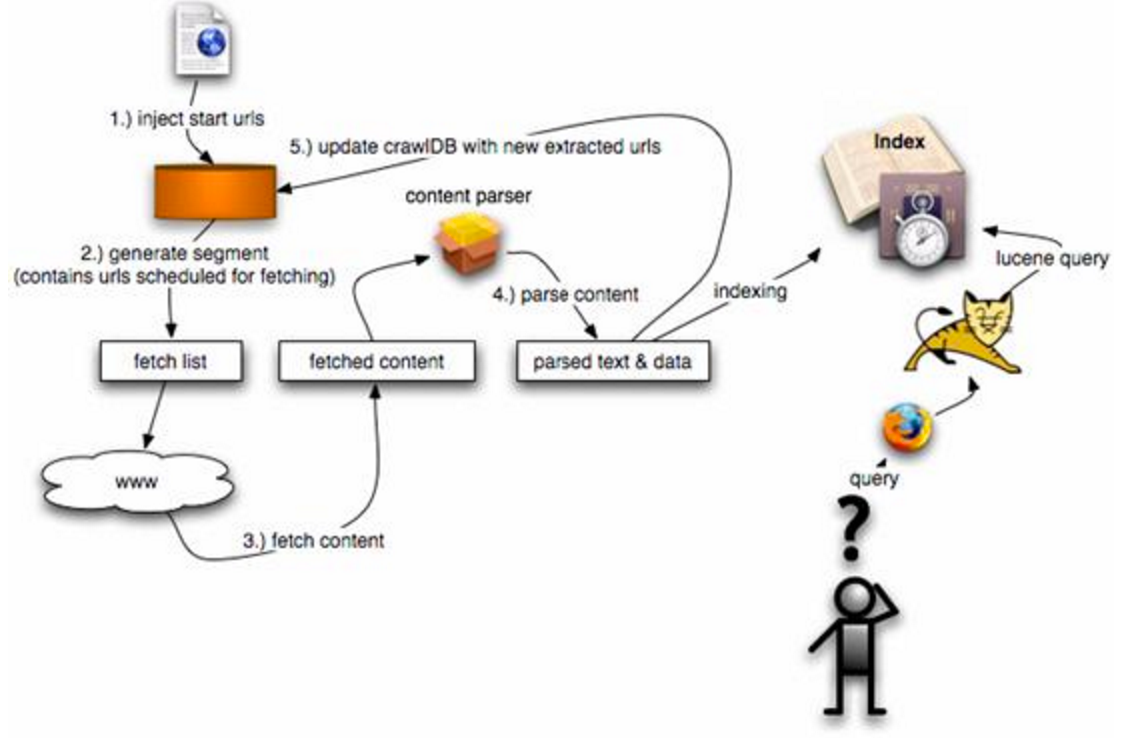 1.) inject start urls
5.) update crawlDB with new extracted urls
Index
content parser
2.) generate segment
(contains urls scheduled for fetching)
lucene query
4.) parse content
indexing
fetch list
fetched content
parsed text & data
www
query
3.) fetch content
?